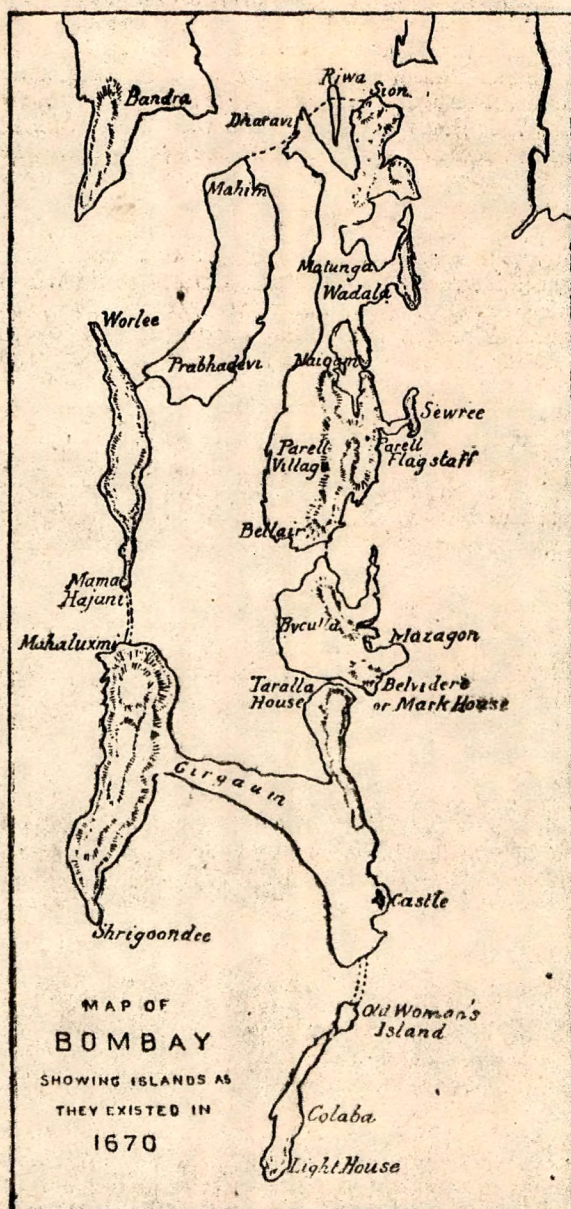 Bandra
Riwa
Sion
Dharavi
Mahim
Matunga
Wadala
Worlee
Prabhadevi
Naigam
Sewree
Parell
Village
Parell
Flagstaff
Bellair
Mama
Hajani
Byculla
Mazagon
Mahaluxmi
Taralla
House
Belvidere
or Mark House
Girgaum
Castle
Shrigoondee
MAP OF
BOMBAY
SHOWING ISLANDS AS
THEY EXISTED IN
1670
Old Woman's
Island
Colaba
Light House